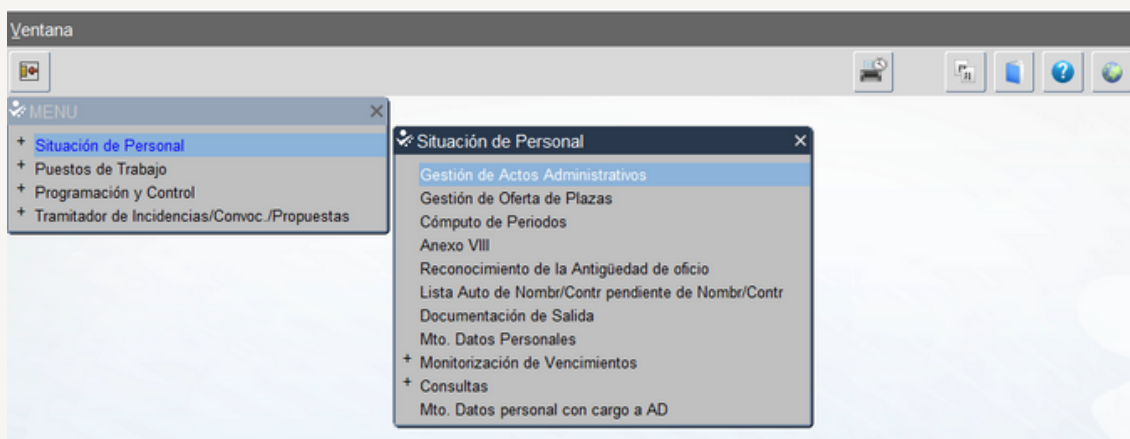 Ventana
MENU
+ Situación de Personal
+ Puestos de Trabajo
+ Programación y Control
+ Tramitador de Incidencias/Convoc./Propuestas
Situación de Personal
Gestión de Actos Administrativos
Gestión de Oferta de Plazas
Cómputo de Periodos
Anexo VIII
Reconocimiento de la Antigüedad de oficio
Lista Auto de Nombr/Contr pendiente de Nombr/Contr
Documentación de Salida
Mto. Datos Personales
+ Monitorización de Vencimientos
+ Consultas
Mto. Datos personal con cargo a AD